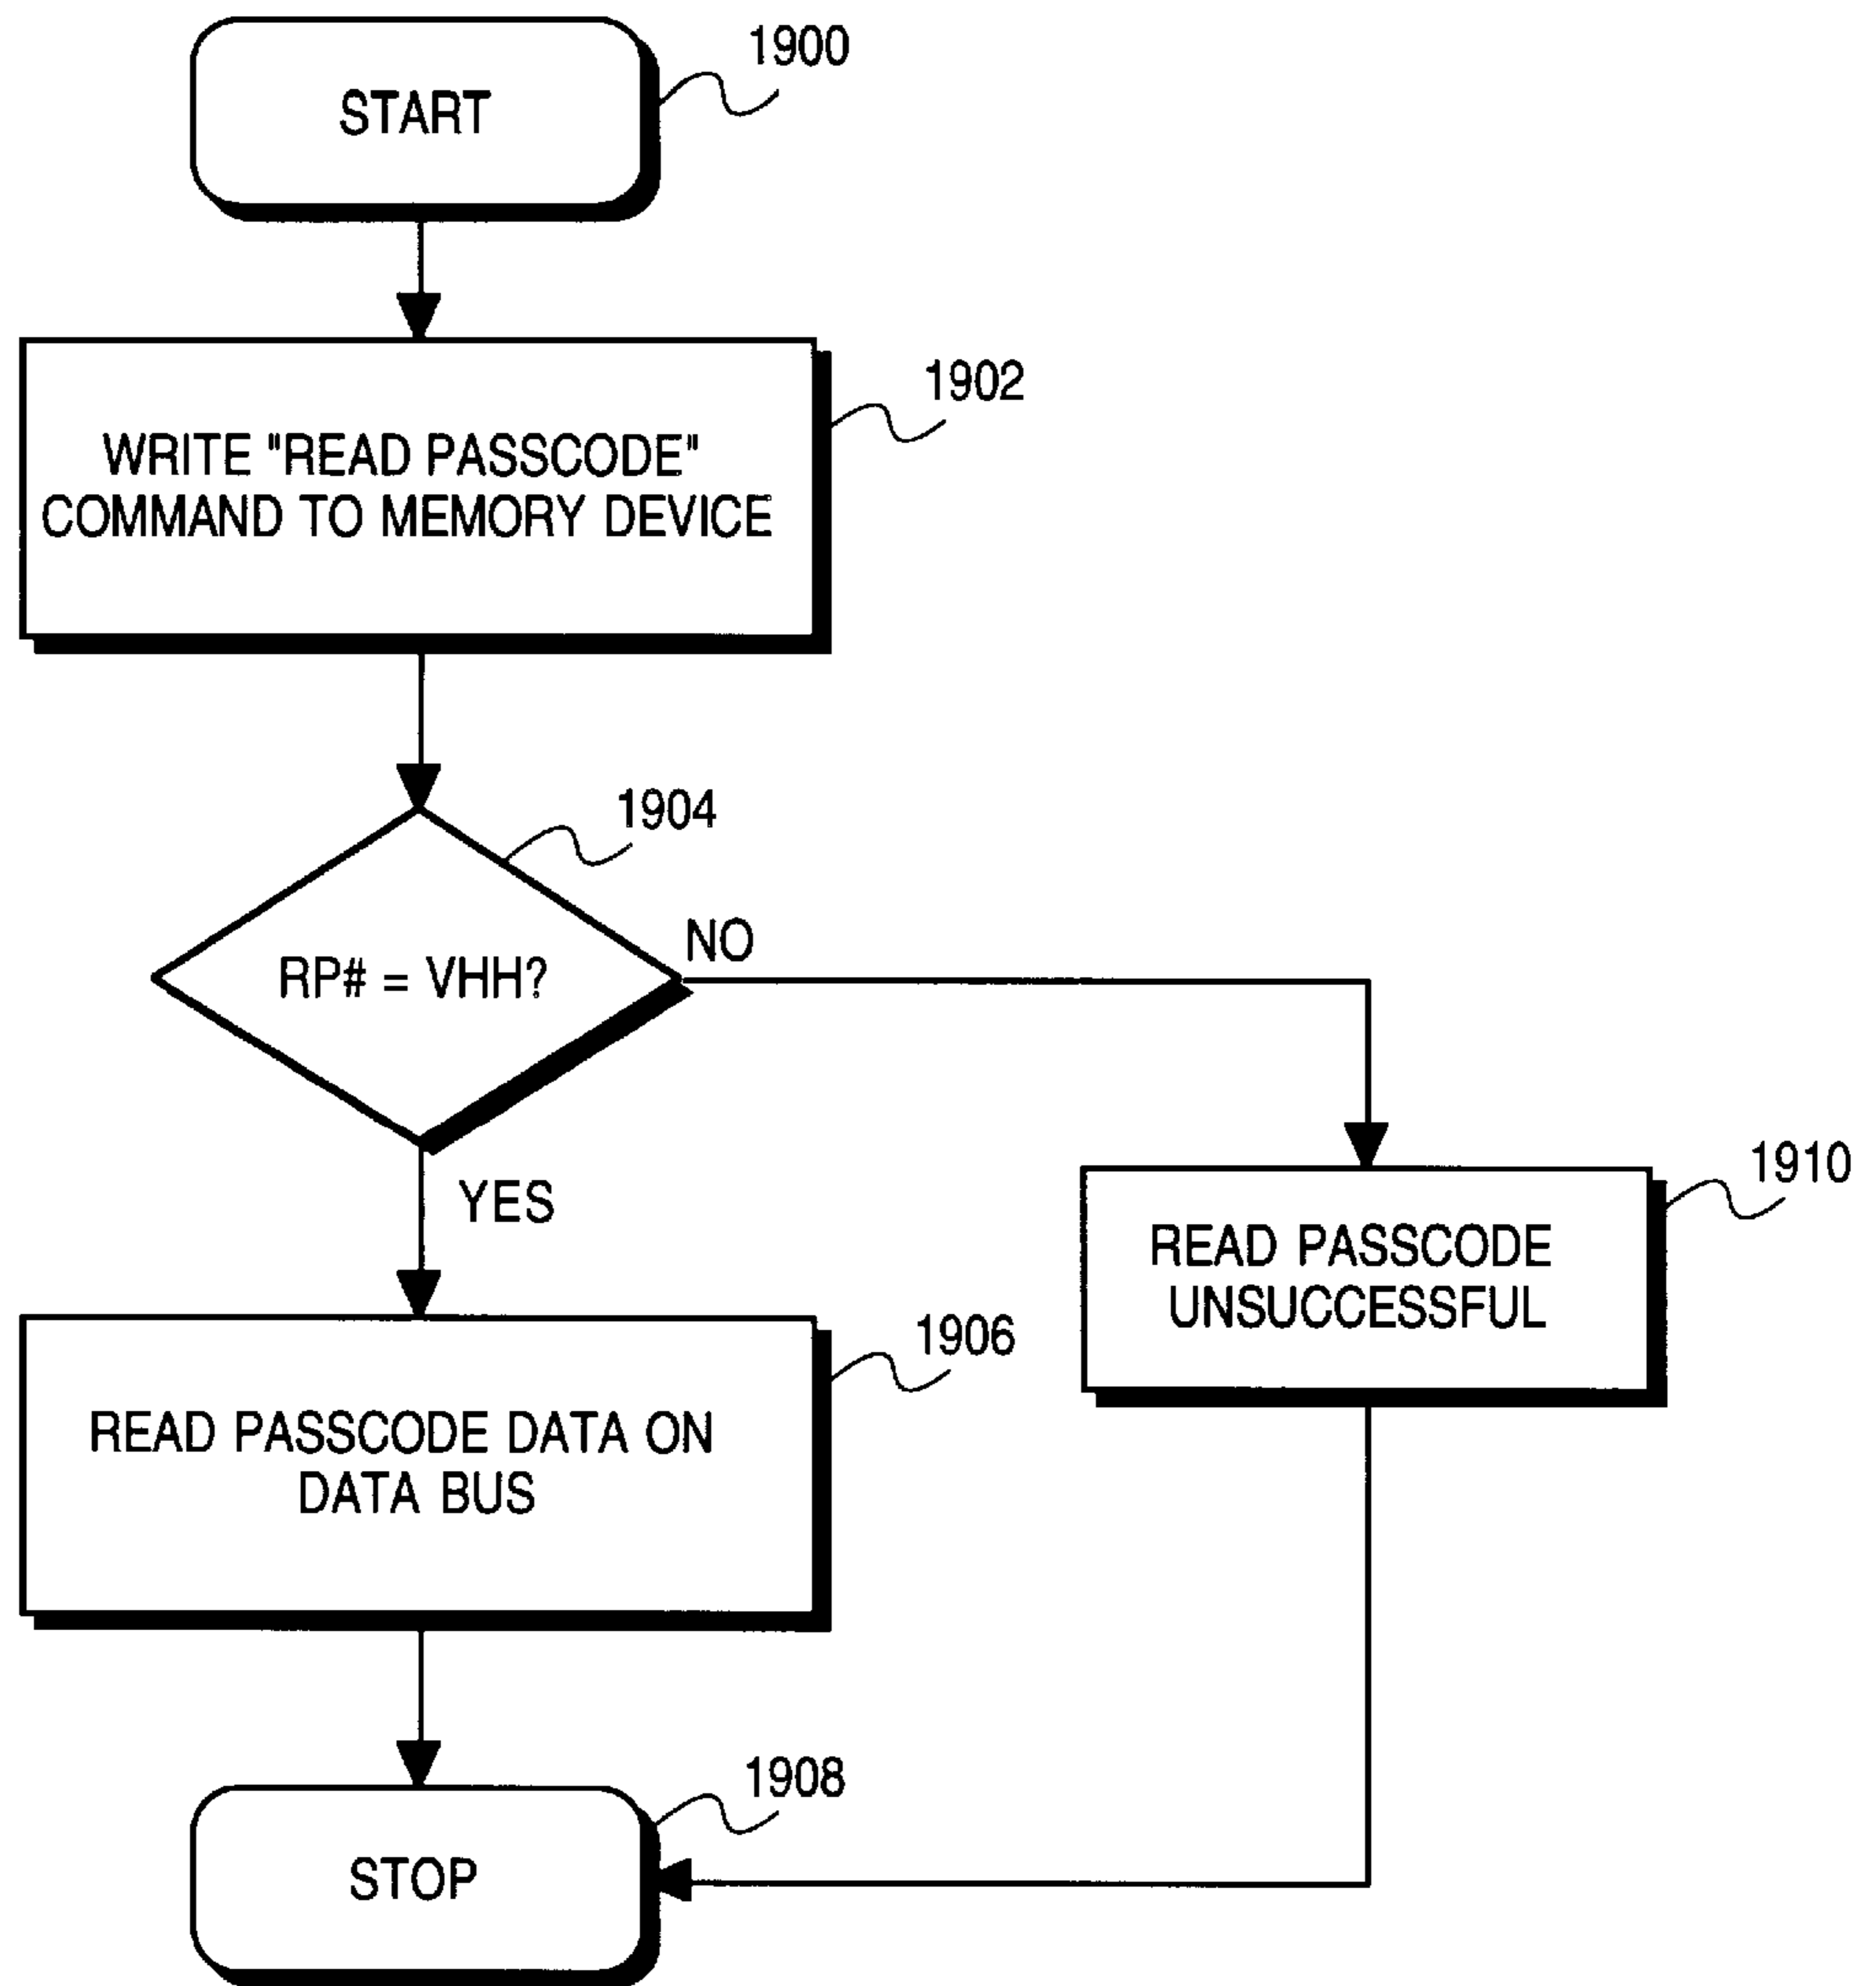 START
1900
WRITE "READ PASSCODE"
COMMAND TO MEMORY DEVICE
1902
1904
RP# = VHH?
NO
YES
1910
READ PASSCODE
UNSUCCESSFUL
1906
READ PASSCODE DATA ON
DATA BUS
1908
STOP